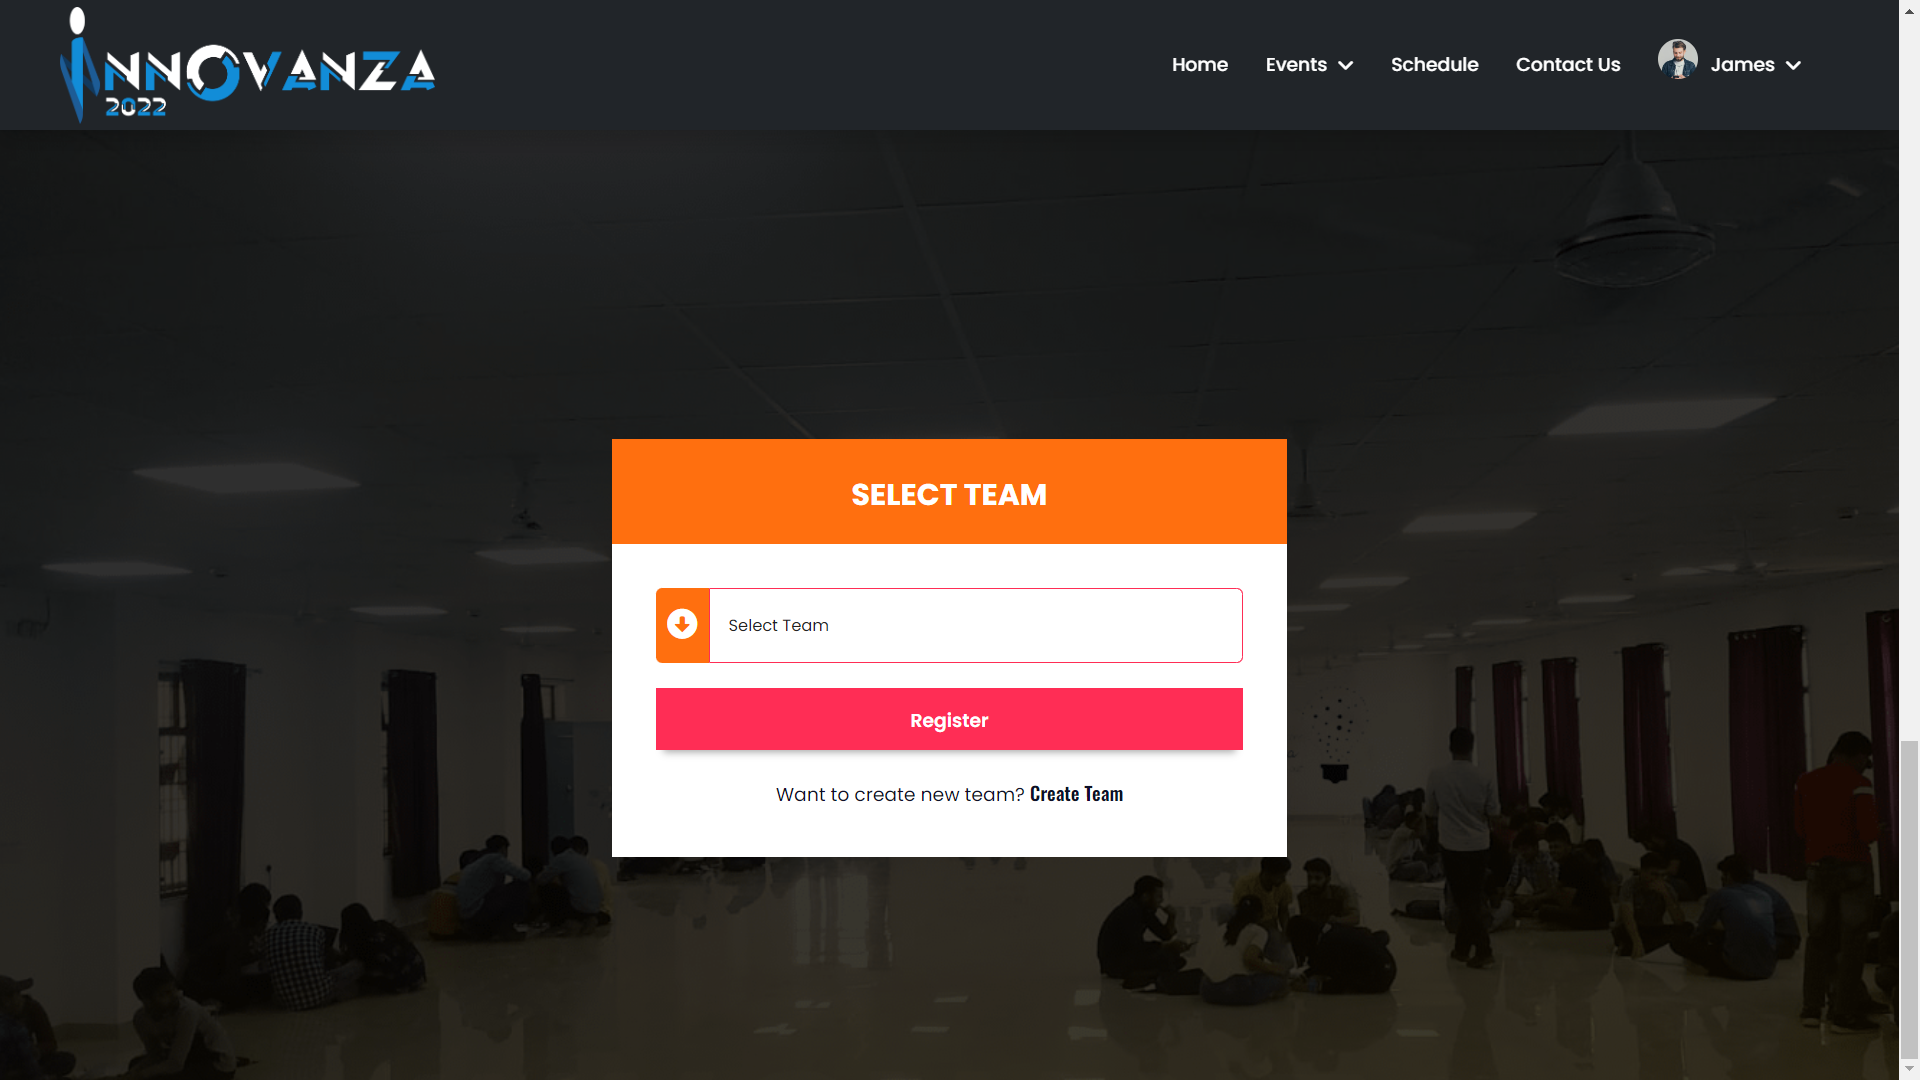 INNOVANZA
2022
Home Events Schedule Contact Us James
SELECT TEAM
Select Team
Register
Want to create new team? Create Team